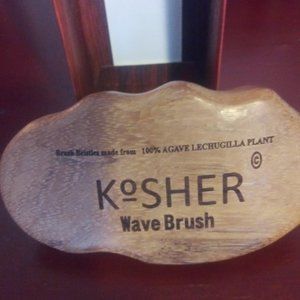 Brush Bristles made from 100% AGAVE LECHUGILLA PLANT
©
KoSHER
Wave Brush